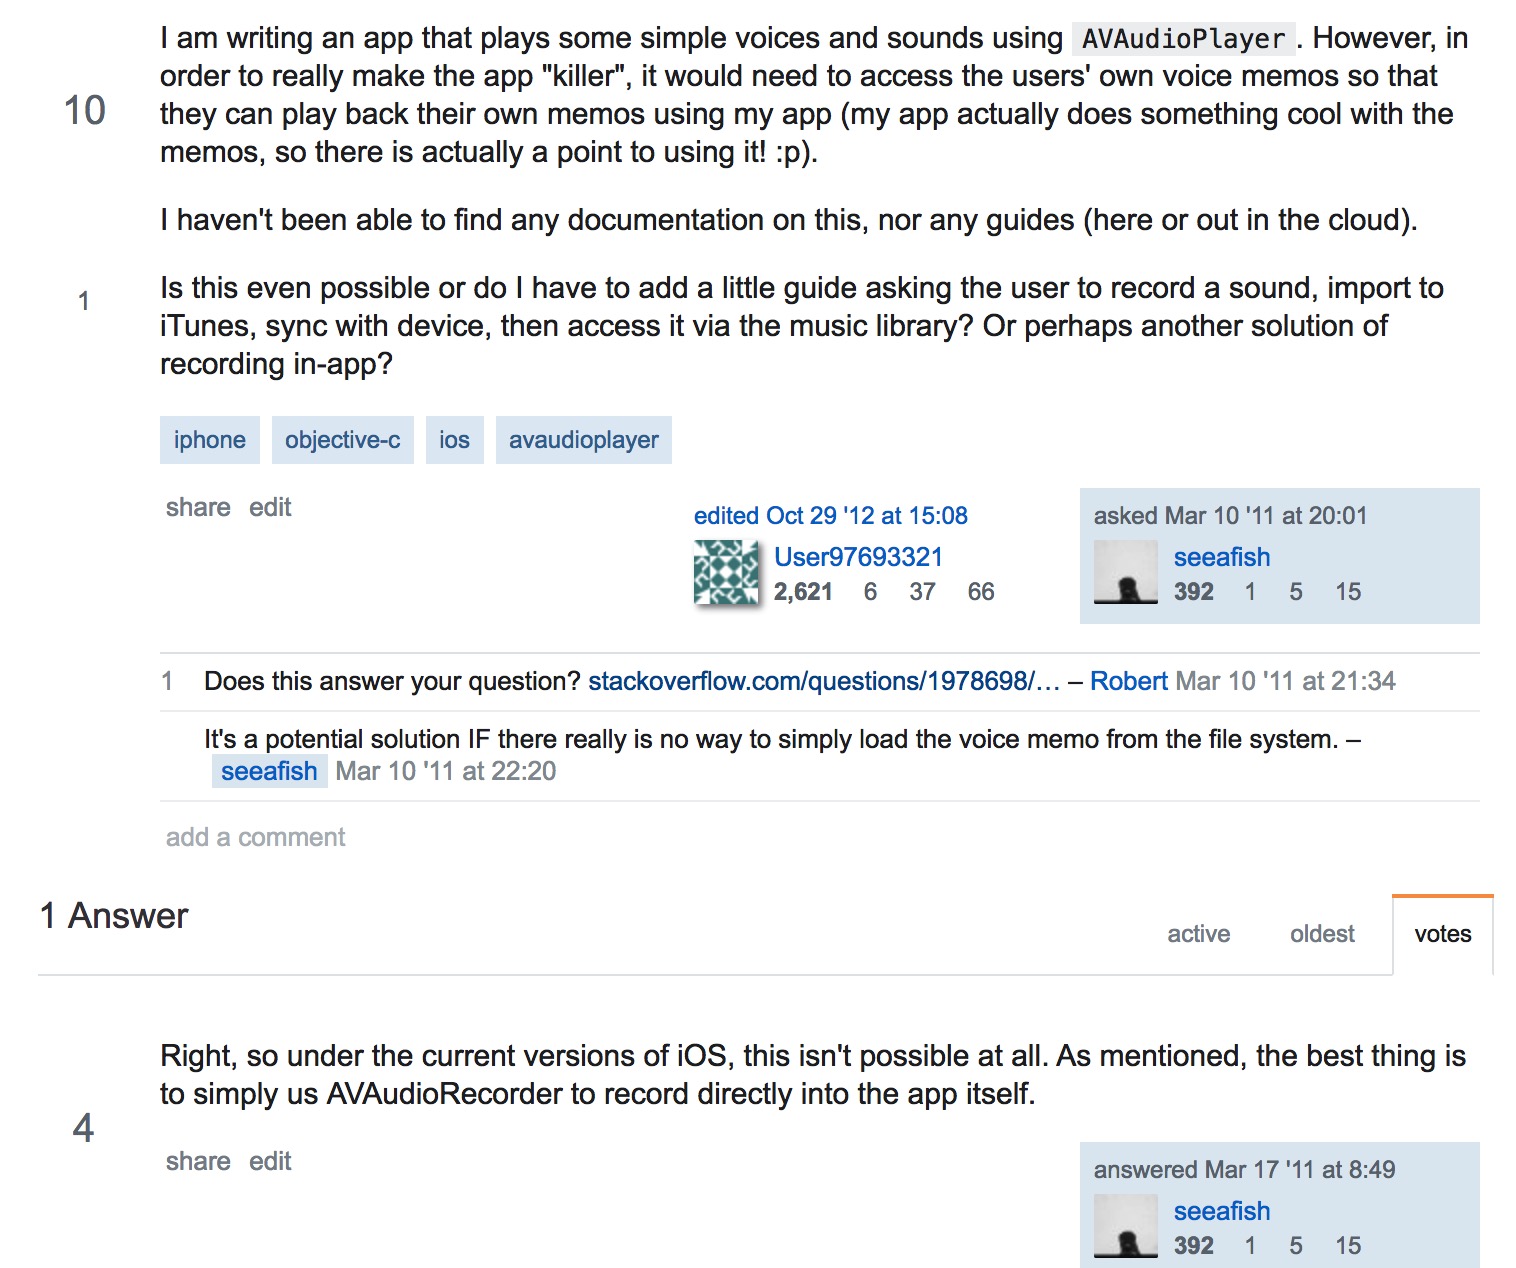 I am writing an app that plays some simple voices and sounds using AVAudioPlayer. However, in
order to really make the app "killer", it would need to access the users' own voice memos so that
10
they can play back their own memos using my app (my app actually does something cool with the
memos, so there is actually a point to using it! :p).
I haven't been able to find any documentation on this, nor any guides (here or out in the cloud).
1
Is this even possible or do I have to add a little guide asking the user to record a sound, import to
iTunes, sync with device, then access it via the music library? Or perhaps another solution of
recording in-app?
iphone objective-c ios avaudioplayer
share edit
edited Oct 29 '12 at 15:08
User97693321
2,621 6 37 66
asked Mar 10 '11 at 20:01
seeafish
392 1 5 15
1 Does this answer your question? stackoverflow.com/questions/1978698/… – Robert Mar 10 '11 at 21:34
It's a potential solution IF there really is no way to simply load the voice memo from the file system. –
seeafish Mar 10 '11 at 22:20
add a comment
1 Answer
active oldest votes
Right, so under the current versions of iOS, this isn't possible at all. As mentioned, the best thing is
to simply us AVAudioRecorder to record directly into the app itself.
4
share edit
answered Mar 17 '11 at 8:49
seeafish
392 1 5 15